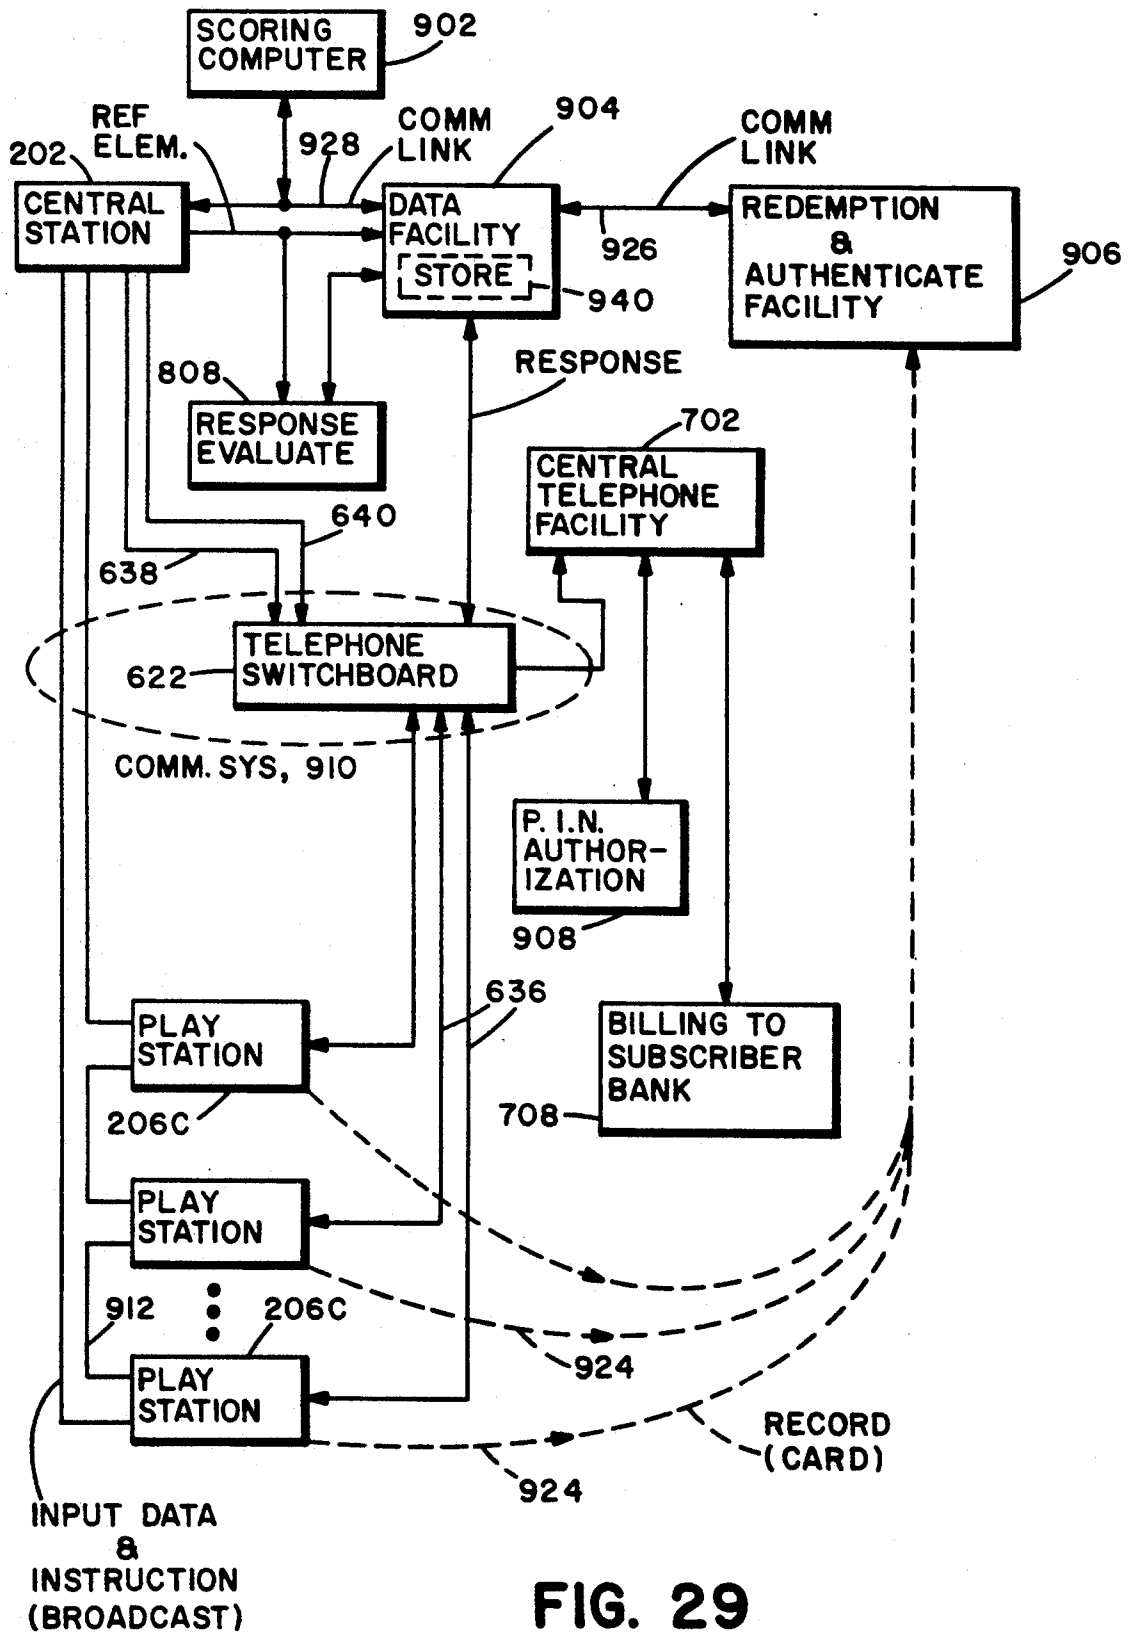 SCORING
COMPUTER
902
REF
ELEM.
928
COMM
LINK
904
COMM
LINK
202
CENTRAL
STATION
DATA
FACILITY
STORE
940
926
REDEMPTION
&
AUTHENTICATE
FACILITY
906
808
RESPONSE
EVALUATE
RESPONSE
702
CENTRAL
TELEPHONE
FACILITY
640
638
TELEPHONE
SWITCHBOARD
622
COMM. SYS, 910
P. I.N.
AUTHOR-
IZATION
908
636
PLAY
STATION
206C
BILLING TO
SUBSCRIBER
BANK
708
PLAY
STATION
912
206C
924
PLAY
STATION
924
RECORD
(CARD)
INPUT DATA
&
INSTRUCTION
(BROADCAST)
FIG. 29